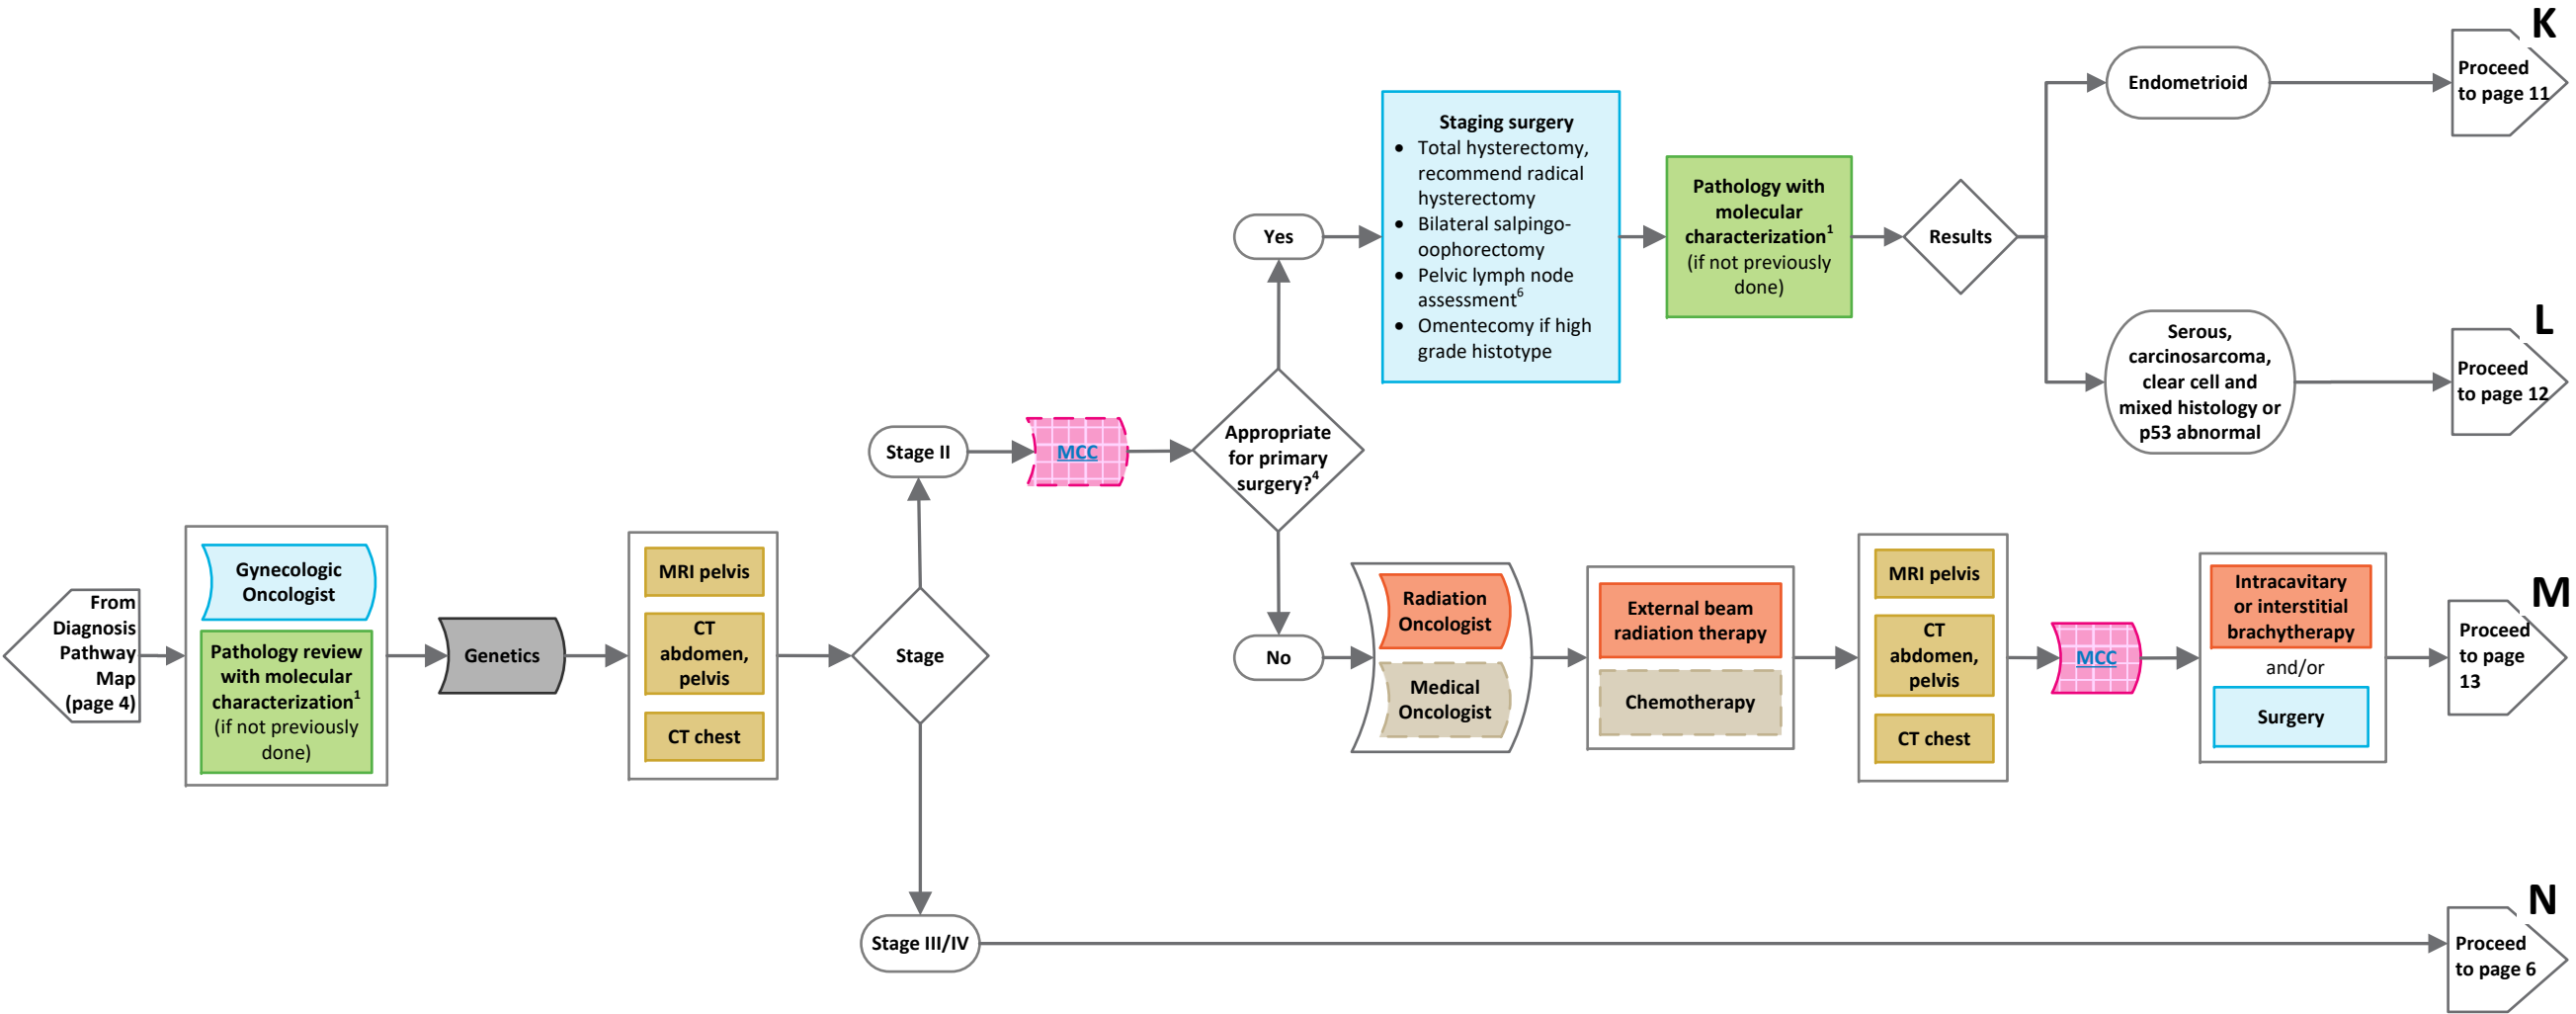 From
Diagnosis
Pathway
Map
(page 4)
Gynecologic
Oncologist
Pathology review
with molecular
characterization1
(if not previously
done)
Genetics
MRI pelvis
CT
abdomen,
pelvis
CT chest
Stage
Stage II
MCC
Appropriate
for primary
surgery?4
Yes
Staging surgery
• Total hysterectomy,
recommend radical
hysterectomy
• Bilateral salpingo-
oophorectomy
• Pelvic lymph node
assessment6
• Omentecomy if high
grade histotype
Pathology with
molecular
characterization1
(if not previously
done)
Results
Endometrioid
K
Proceed
to page 11
Serous,
carcinosarcoma,
clear cell and
mixed histology or
p53 abnormal
L
Proceed
to page 12
No
Radiation
Oncologist
Medical
Oncologist
External beam
radiation therapy
Chemotherapy
MRI pelvis
CT
abdomen,
pelvis
CT chest
MCC
Intracavitary
or interstitial
brachytherapy
and/or
Surgery
M
Proceed
to page
13
Stage III/IV
N
Proceed
to page 6